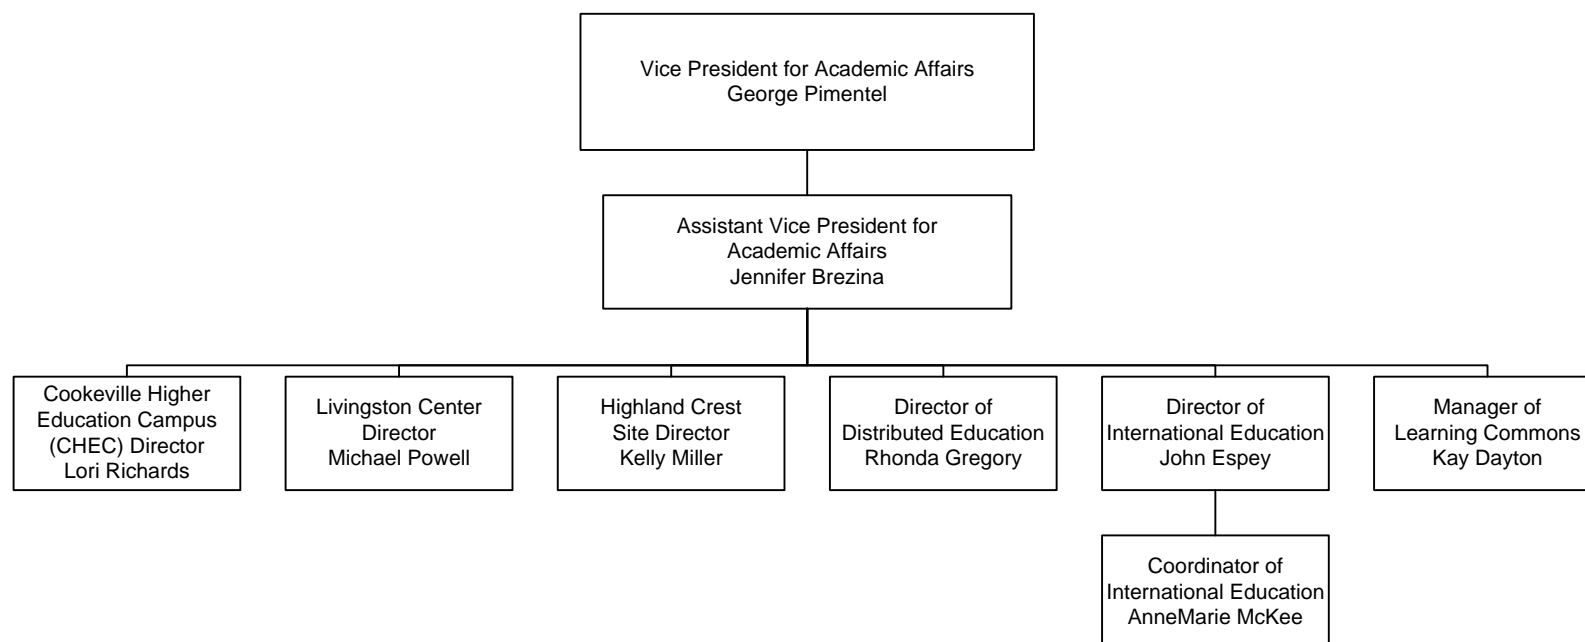 Vice President for Academic Affairs
George Pimentel
Assistant Vice President for
Academic Affairs
Jennifer Brezina
Cookeville Higher
Education Campus
(CHEC) Director
Lori Richards
Livingston Center
Director
Michael Powell
Highland Crest
Site Director
Kelly Miller
Director of
Distributed Education
Rhonda Gregory
Director of
International Education
John Espey
Manager of
Learning Commons
Kay Dayton
Coordinator of
International Education
AnneMarie McKee